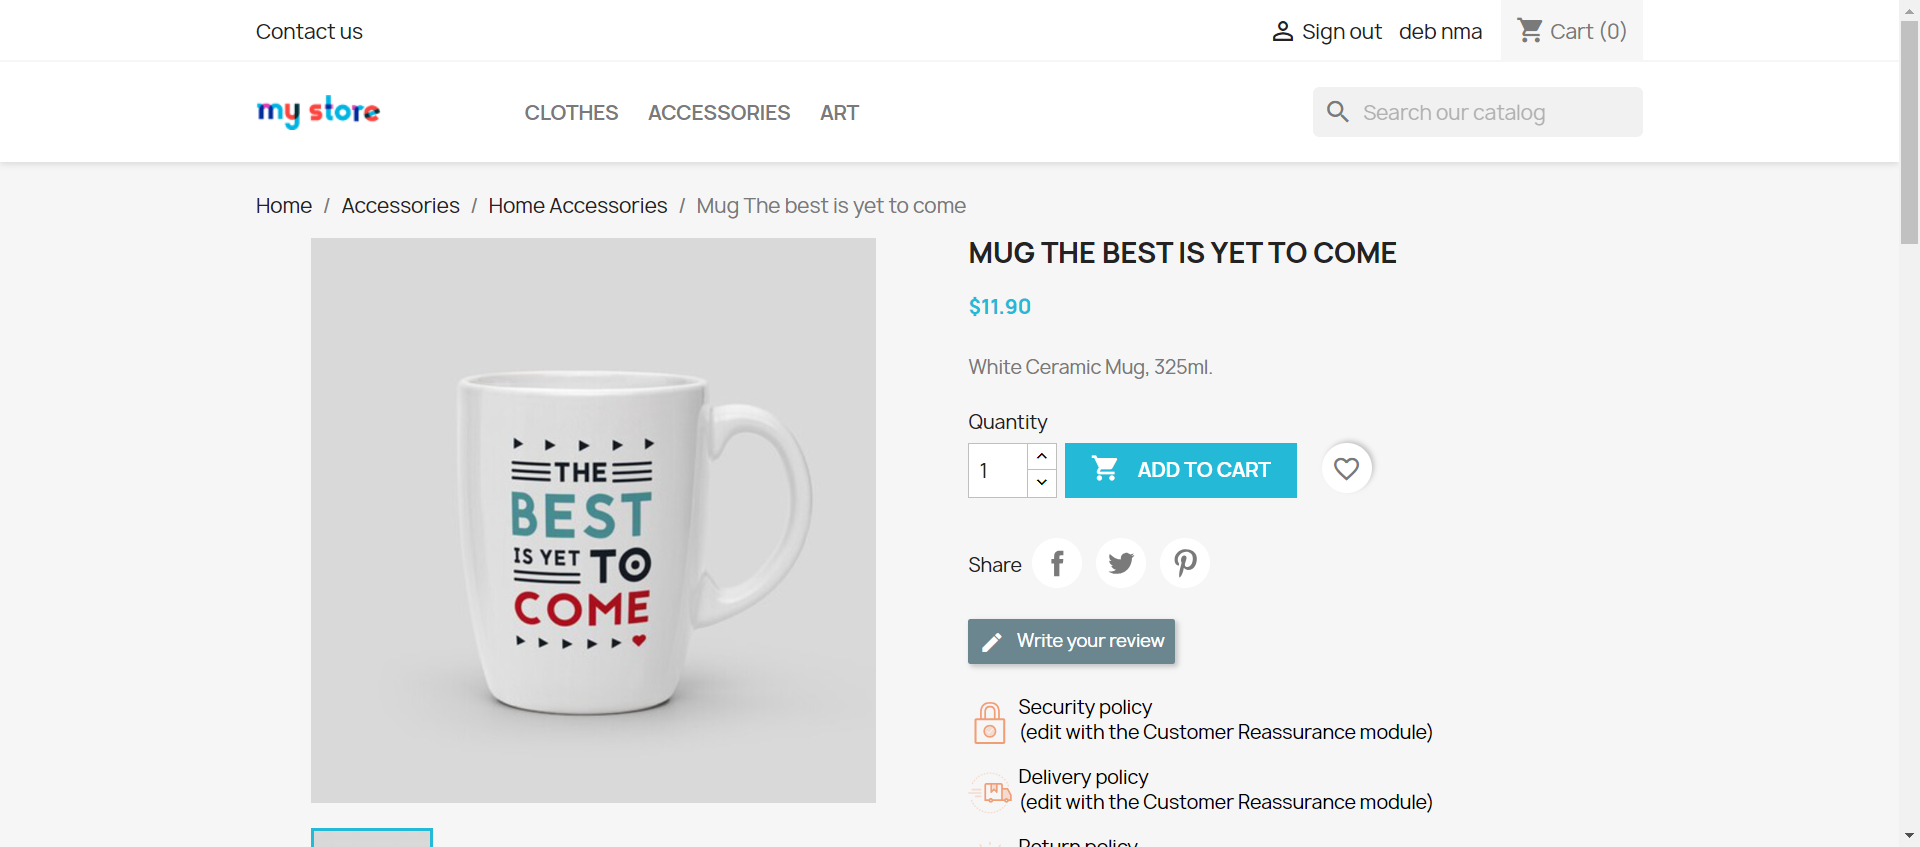 Contact us
Sign out deb nma Cart (0)
my store
CLOTHES ACCESSORIES ART
Search our catalog
Home / Accessories / Home Accessories / Mug The best is yet to come
THE
BEST
IS YET TO
COME
MUG THE BEST IS YET TO COME
$11.90
White Ceramic Mug, 325ml.
Quantity
1
ADD TO CART
Share
Write your review
Security policy
(edit with the Customer Reassurance module)
Delivery policy
(edit with the Customer Reassurance module)
Return policy